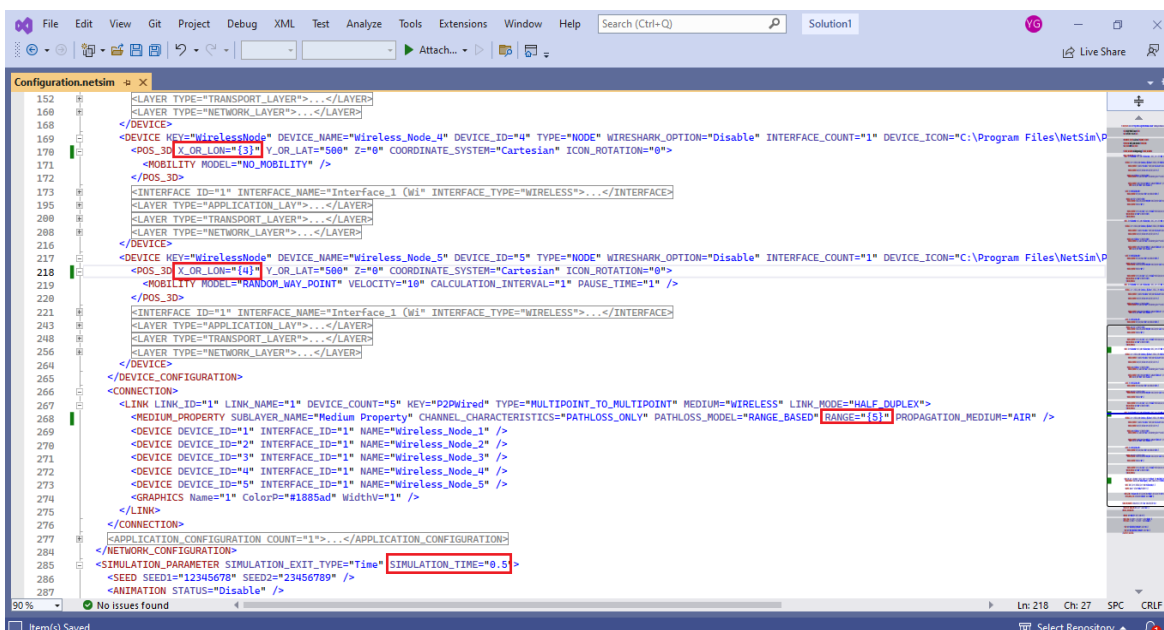 File Edit View Git Project Debug XML Test Analyze Tools Extensions Window Help Search (Ctrl+Q) Solution1 YG
Attach... Live Share
Configuration.netsim
152 <LAYER TYPE="TRANSPORT_LAYER">...</LAYER>
160 <LAYER TYPE="NETWORK_LAYER">...</LAYER>
168 </DEVICE>
169 <DEVICE KEY="WirelessNode" DEVICE_NAME="Wireless_Node_4" DEVICE_ID="4" TYPE="NODE" WIRESHARK_OPTION="Disable" INTERFACE_COUNT="1" DEVICE_ICON="C:\Program Files\NetSim\P
170 <POS_3D X_OR_LON="{3}" Y_OR_LAT="500" Z="0" COORDINATE_SYSTEM="Cartesian" ICON_ROTATION="0">
171 <MOBILITY MODEL="NO_MOBILITY" />
172 </POS_3D>
173 <INTERFACE ID="1" INTERFACE_NAME="Interface_1 (Wi" INTERFACE_TYPE="WIRELESS">...</INTERFACE>
195 <LAYER TYPE="APPLICATION_LAY">...</LAYER>
200 <LAYER TYPE="TRANSPORT_LAYER">...</LAYER>
208 <LAYER TYPE="NETWORK_LAYER">...</LAYER>
216 </DEVICE>
217 <DEVICE KEY="WirelessNode" DEVICE_NAME="Wireless_Node_5" DEVICE_ID="5" TYPE="NODE" WIRESHARK_OPTION="Disable" INTERFACE_COUNT="1" DEVICE_ICON="C:\Program Files\NetSim\P
218 <POS_3D X_OR_LON="{4}" Y_OR_LAT="500" Z="0" COORDINATE_SYSTEM="Cartesian" ICON_ROTATION="0">
219 <MOBILITY MODEL="RANDOM_WAY_POINT" VELOCITY="10" CALCULATION_INTERVAL="1" PAUSE_TIME="1" />
220 </POS_3D>
221 <INTERFACE ID="1" INTERFACE_NAME="Interface_1 (Wi" INTERFACE_TYPE="WIRELESS">...</INTERFACE>
243 <LAYER TYPE="APPLICATION_LAY">...</LAYER>
248 <LAYER TYPE="TRANSPORT_LAYER">...</LAYER>
256 <LAYER TYPE="NETWORK_LAYER">...</LAYER>
264 </DEVICE>
265 </DEVICE_CONFIGURATION>
266 <CONNECTION>
267 <LINK LINK_ID="1" LINK_NAME="1" DEVICE_COUNT="5" KEY="P2PWired" TYPE="MULTIPOINT_TO_MULTIPOINT" MEDIUM="WIRELESS" LINK_MODE="HALF_DUPLEX">
268 <MEDIUM_PROPERTY SUBLAYER_NAME="Medium Property" CHANNEL_CHARACTERISTICS="PATHLOSS_ONLY" PATHLOSS_MODEL="RANGE_BASED" RANGE="{5}" PROPAGATION_MEDIUM="AIR" />
269 <DEVICE DEVICE_ID="1" INTERFACE_ID="1" NAME="Wireless_Node_1" />
270 <DEVICE DEVICE_ID="2" INTERFACE_ID="1" NAME="Wireless_Node_2" />
271 <DEVICE DEVICE_ID="3" INTERFACE_ID="1" NAME="Wireless_Node_3" />
272 <DEVICE DEVICE_ID="4" INTERFACE_ID="1" NAME="Wireless_Node_4" />
273 <DEVICE DEVICE_ID="5" INTERFACE_ID="1" NAME="Wireless_Node_5" />
274 <GRAPHICS Name="1" ColorP="#1885ad" WidthV="1" />
275 </LINK>
276 </CONNECTION>
277 <APPLICATION_CONFIGURATION COUNT="1">...</APPLICATION_CONFIGURATION>
284 </NETWORK_CONFIGURATION>
285 <SIMULATION_PARAMETER SIMULATION_EXIT_TYPE="Time" SIMULATION_TIME="0.5">
286 <SEED SEED1="12345678" SEED2="23456789" />
287 <ANIMATION STATUS="Disable" />
90 % No issues found Ln: 218 Ch: 27 SPC CRLF
Item(s) Saved Select Repository